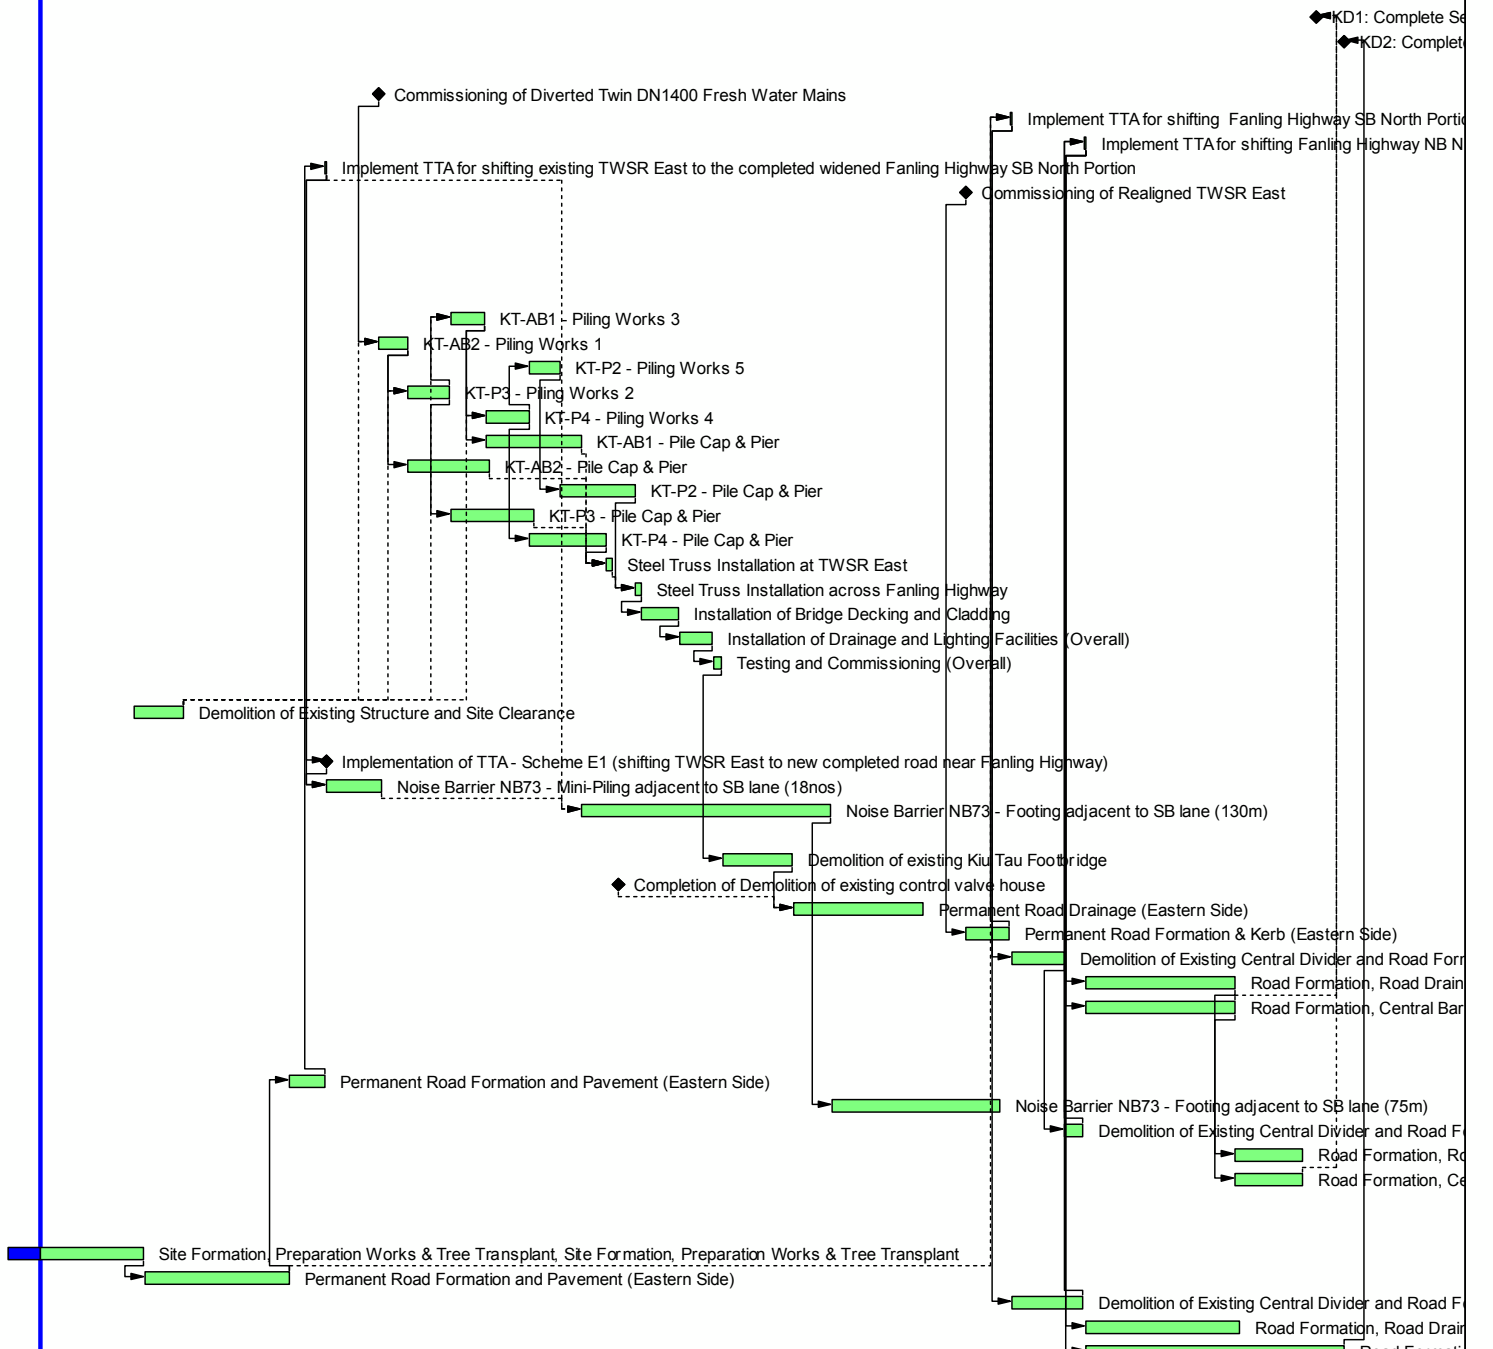 KD1: Complete Se
KD2: Complete
Commissioning of Diverted Twin DN1400 Fresh Water Mains
Implement TTA for shifting Fanling Highway SB North Portio
Implement TTA for shifting Fanling Highway NB N
Implement TTA for shifting existing TWSR East to the completed widened Fanling Highway SB North Portion
Commissioning of Realigned TWSR East
KT-AB1 - Piling Works 3
KT-AB2 - Piling Works 1
KT-P2 - Piling Works 5
KT-P3 - Piling Works 2
KT-P4 - Piling Works 4
KT-AB1 - Pile Cap & Pier
KT-AB2 - Pile Cap & Pier
KT-P2 - Pile Cap & Pier
KT-P3 - Pile Cap & Pier
KT-P4 - Pile Cap & Pier
Steel Truss Installation at TWSR East
Steel Truss Installation across Fanling Highway
Installation of Bridge Decking and Cladding
Installation of Drainage and Lighting Facilities (Overall)
Testing and Commissioning (Overall)
Demolition of Existing Structure and Site Clearance
Implementation of TTA - Scheme E1 (shifting TWSR East to new completed road near Fanling Highway)
Noise Barrier NB73 - Mini-Piling adjacent to SB lane (18nos)
Noise Barrier NB73 - Footing adjacent to SB lane (130m)
Demolition of existing Kiu Tau Footbridge
Completion of Demolition of existing control valve house
Permanent Road Drainage (Eastern Side)
Permanent Road Formation & Kerb (Eastern Side)
Demolition of Existing Central Divider and Road Forr
Road Formation, Road Drain
Road Formation, Central Bar
Permanent Road Formation and Pavement (Eastern Side)
Noise Barrier NB73 - Footing adjacent to SB lane (75m)
Demolition of Existing Central Divider and Road Fo
Road Formation, Ro
Road Formation, Ce
Site Formation, Preparation Works & Tree Transplant, Site Formation, Preparation Works & Tree Transplant
Permanent Road Formation and Pavement (Eastern Side)
Demolition of Existing Central Divider and Road Fo
Road Formation, Road Drain